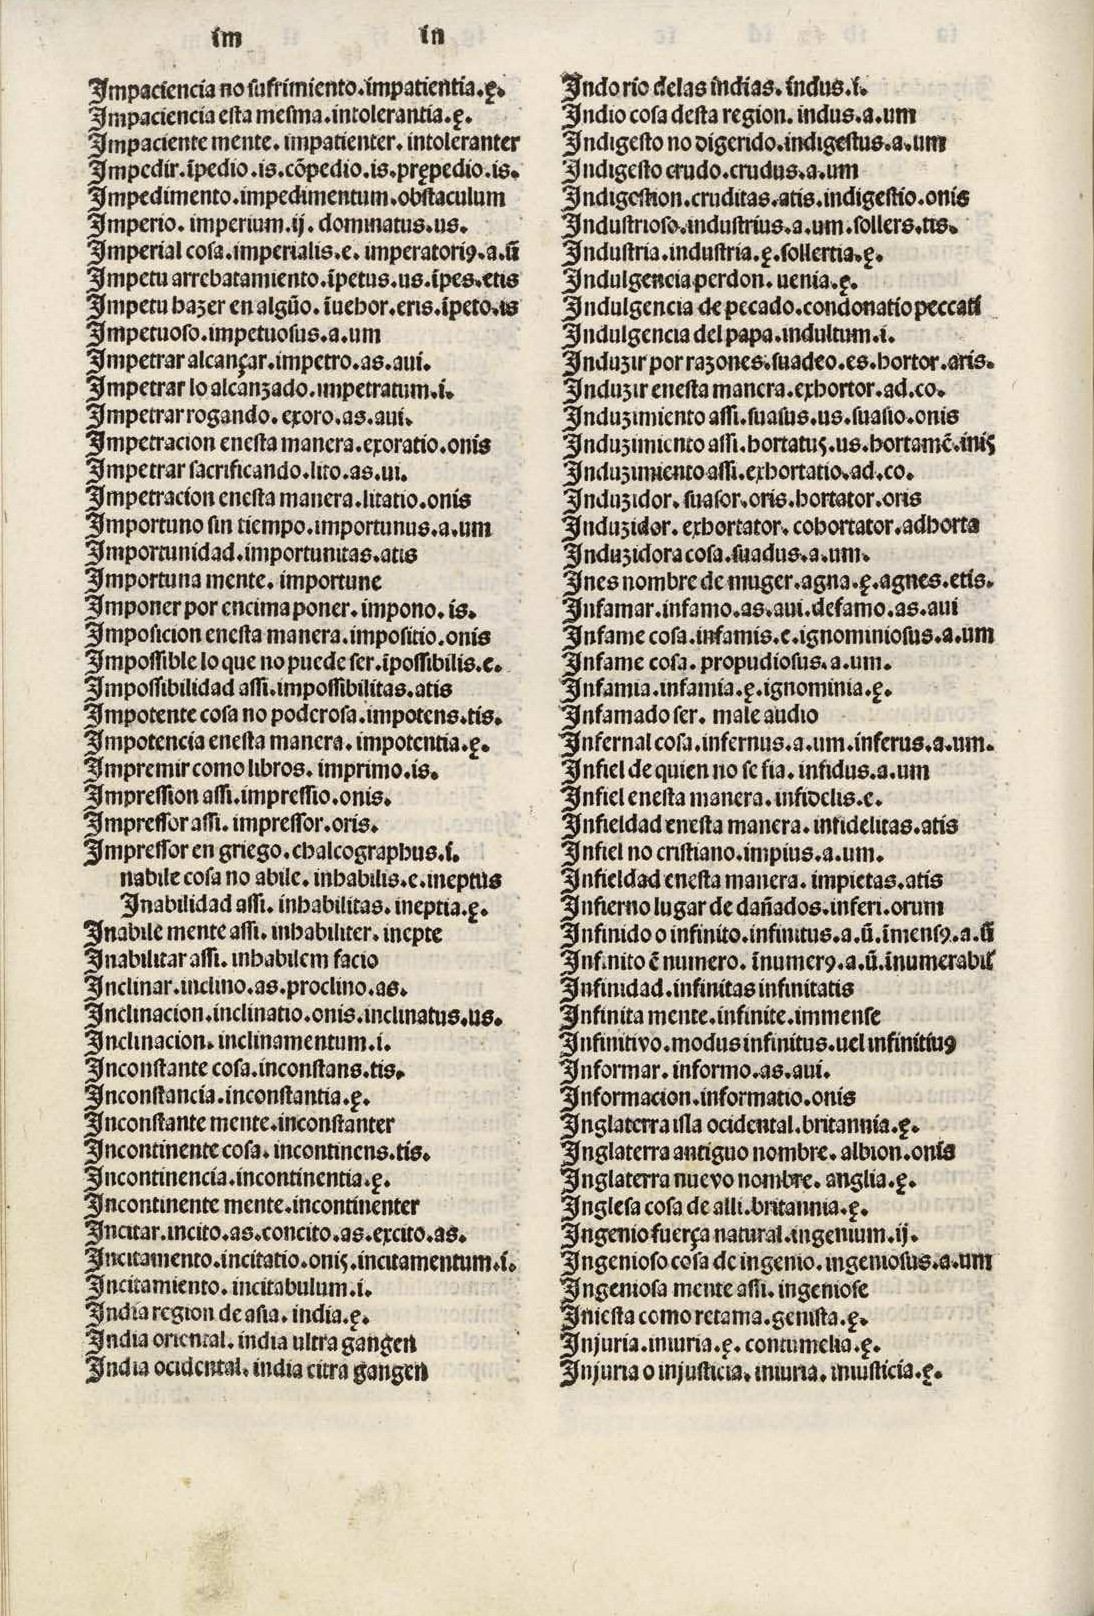 im in
Impaciencia no sufrimiento.impatientia.ę.
Impaciencia esta mesma.intolerantia.ę.
Impaciente mente.impatienter.intoleranter
Impedir.īpedio.is.cōpedio.is.prępedio.is.
Impedimento.impedimentum.obstaculum
Imperio.imperium.ij.dominatus.us.
Imperial cosa.imperialis.e.imperatoriꝰ.a.ū
Impetu arrebatamiento.īpetus.us.īpes.etis
Impetu hazer en algūo.īuehor.eris.īpeto.is
Impetuoso.impetuosus.a.um
Impetrar alcançar.impetro.as.aui.
Impetrar lo alcanzado.impetratum.i.
Impetrar rogando.exoro.as.aui.
Impetracion enesta manera.exoratio.onis
Impetrar sacrificando.lito.as.ui.
Impetracion enesta manera.litatio.onis
Importuno sin tiempo.importunus.a.um
Importunidad.importunitas.atis
Importuna mente.importune
Imponer por encima poner.impono.is.
Imposicion enesta manera.impositio.onis
Impossible lo que no puede ser.īpossibilis.e.
Impossibilidad assi.impossibilitas.atis
Impotente cosa no poderosa.impotens.tis.
Impotencia enesta manera.impotentia.ę.
Impremir como libros.imprimo.is.
Impression assi.impressio.onis.
Impressor assi.impressor.oris.
Impressor en griego.chalcographus.i.
nabile cosa no abile.inhabilis.e.ineptus
Inabilidad assi.inhabilitas.ineptia.ę.
Inabile mente assi.inhabiliter.inepte
Inabilitar assi.inhabilem facio
Inclinar.inclino.as.proclino.as.
Inclinacion.inclinatio.onis.inclinatus.us.
Inclinacion.inclinamentum.i.
Inconstante cosa.inconstans.tis.
Inconstancia.inconstantia.ę.
Inconstante mente.inconstanter
Incontinente cosa.incontinens.tis.
Incontinencia.incontinentia.ę.
Incontinente mente.incontinenter
Incitar.incito.as.concito.as.excito.as.
Incitamento.incitatio.oniꝭ.incitamentum.i.
Incitamiento.incitabulum.i.
India region de asia.india.ę.
India oriental.india ultra gangen
India ocidental.india citra gangen
Indo rio delas indias.indus.i.
Indio cosa desta region.indus.a.um
Indigesto no digerido.indigestus.a.um
Indigesto crudo.crudus.a.um
Indigestion.cruditas.atis.indigestio.onis
Industrioso.industrius.a.um.sollers.tis.
Industria.industria.ę.sollertia.ę.
Indulgencia perdon.uenia.ę.
Indulgencia de pecado.condonatio peccati
Indulgencia del papa.indultum.i.
Induzir por razones.suadeo.es.hortor.aris.
Induzir enesta manera.exhortor.ad.co.
Induzimiento assi.suasus.us.suasio.onis
Induzimiento assi.hortatuꝭ.us.hortamē.iniꝭ
Induzimiento assi.exhortatio.ad.co.
Induzidor.suasor.oris.hortator.oris
Induzidor.exhortator.cohortator.adhorta
Induzidora cosa.suadus.a.um.
Ines nombre de muger.agna.ę.agnes.etis.
Infamar.infamo.as.aui.defamo.as.aui
Infame cosa.infamis.e.ignominiosus.a.um
Infame cosa.propudiosus.a.um.
Infamia.infamia.ę.ignominia.ę.
Infamado ser.male audio
Infernal cosa.infernus.a.um.inferus.a.um.
Infiel de quien no se fia.infidus.a.um
Infiel enesta manera.infidelis.e.
Infieldad enesta manera.infidelitas.atis
Infiel no cristiano.impius.a.um.
Infieldad enesta manera.impietas.atis
Infierno lugar de dañados.inferi.orum
Infinido o infinito.infinitus.a.ū.īmensꝰ.a.ū
Infinito ē numero.īnumerꝰ.a.ū.īnumerabil'
Infinidad.infinitas infinitatis
Infinita mente.infinite.immense
Infinitivo.modus infinitus.uel infinitiuꝰ
Informar.informo.as.aui.
Informacion.informatio.onis
Inglaterra isla ocidental.britannia.ę.
Inglaterra antiguo nombre.albion.onis
Inglaterra nuevo nombre.anglia.ę.
Inglesa cosa de alli.britannia.ę.
Ingenio fuerça natural.ingenium.ij.
Ingenioso cosa de ingenio.ingeniosus.a.um
Ingeniosa mente assi.ingeniose
Iniesta como retama.genista.ę.
Injuria.iniuria.ę.contumelia.ę.
Injuria o injusticia.iniuria.iniusticia.ę.